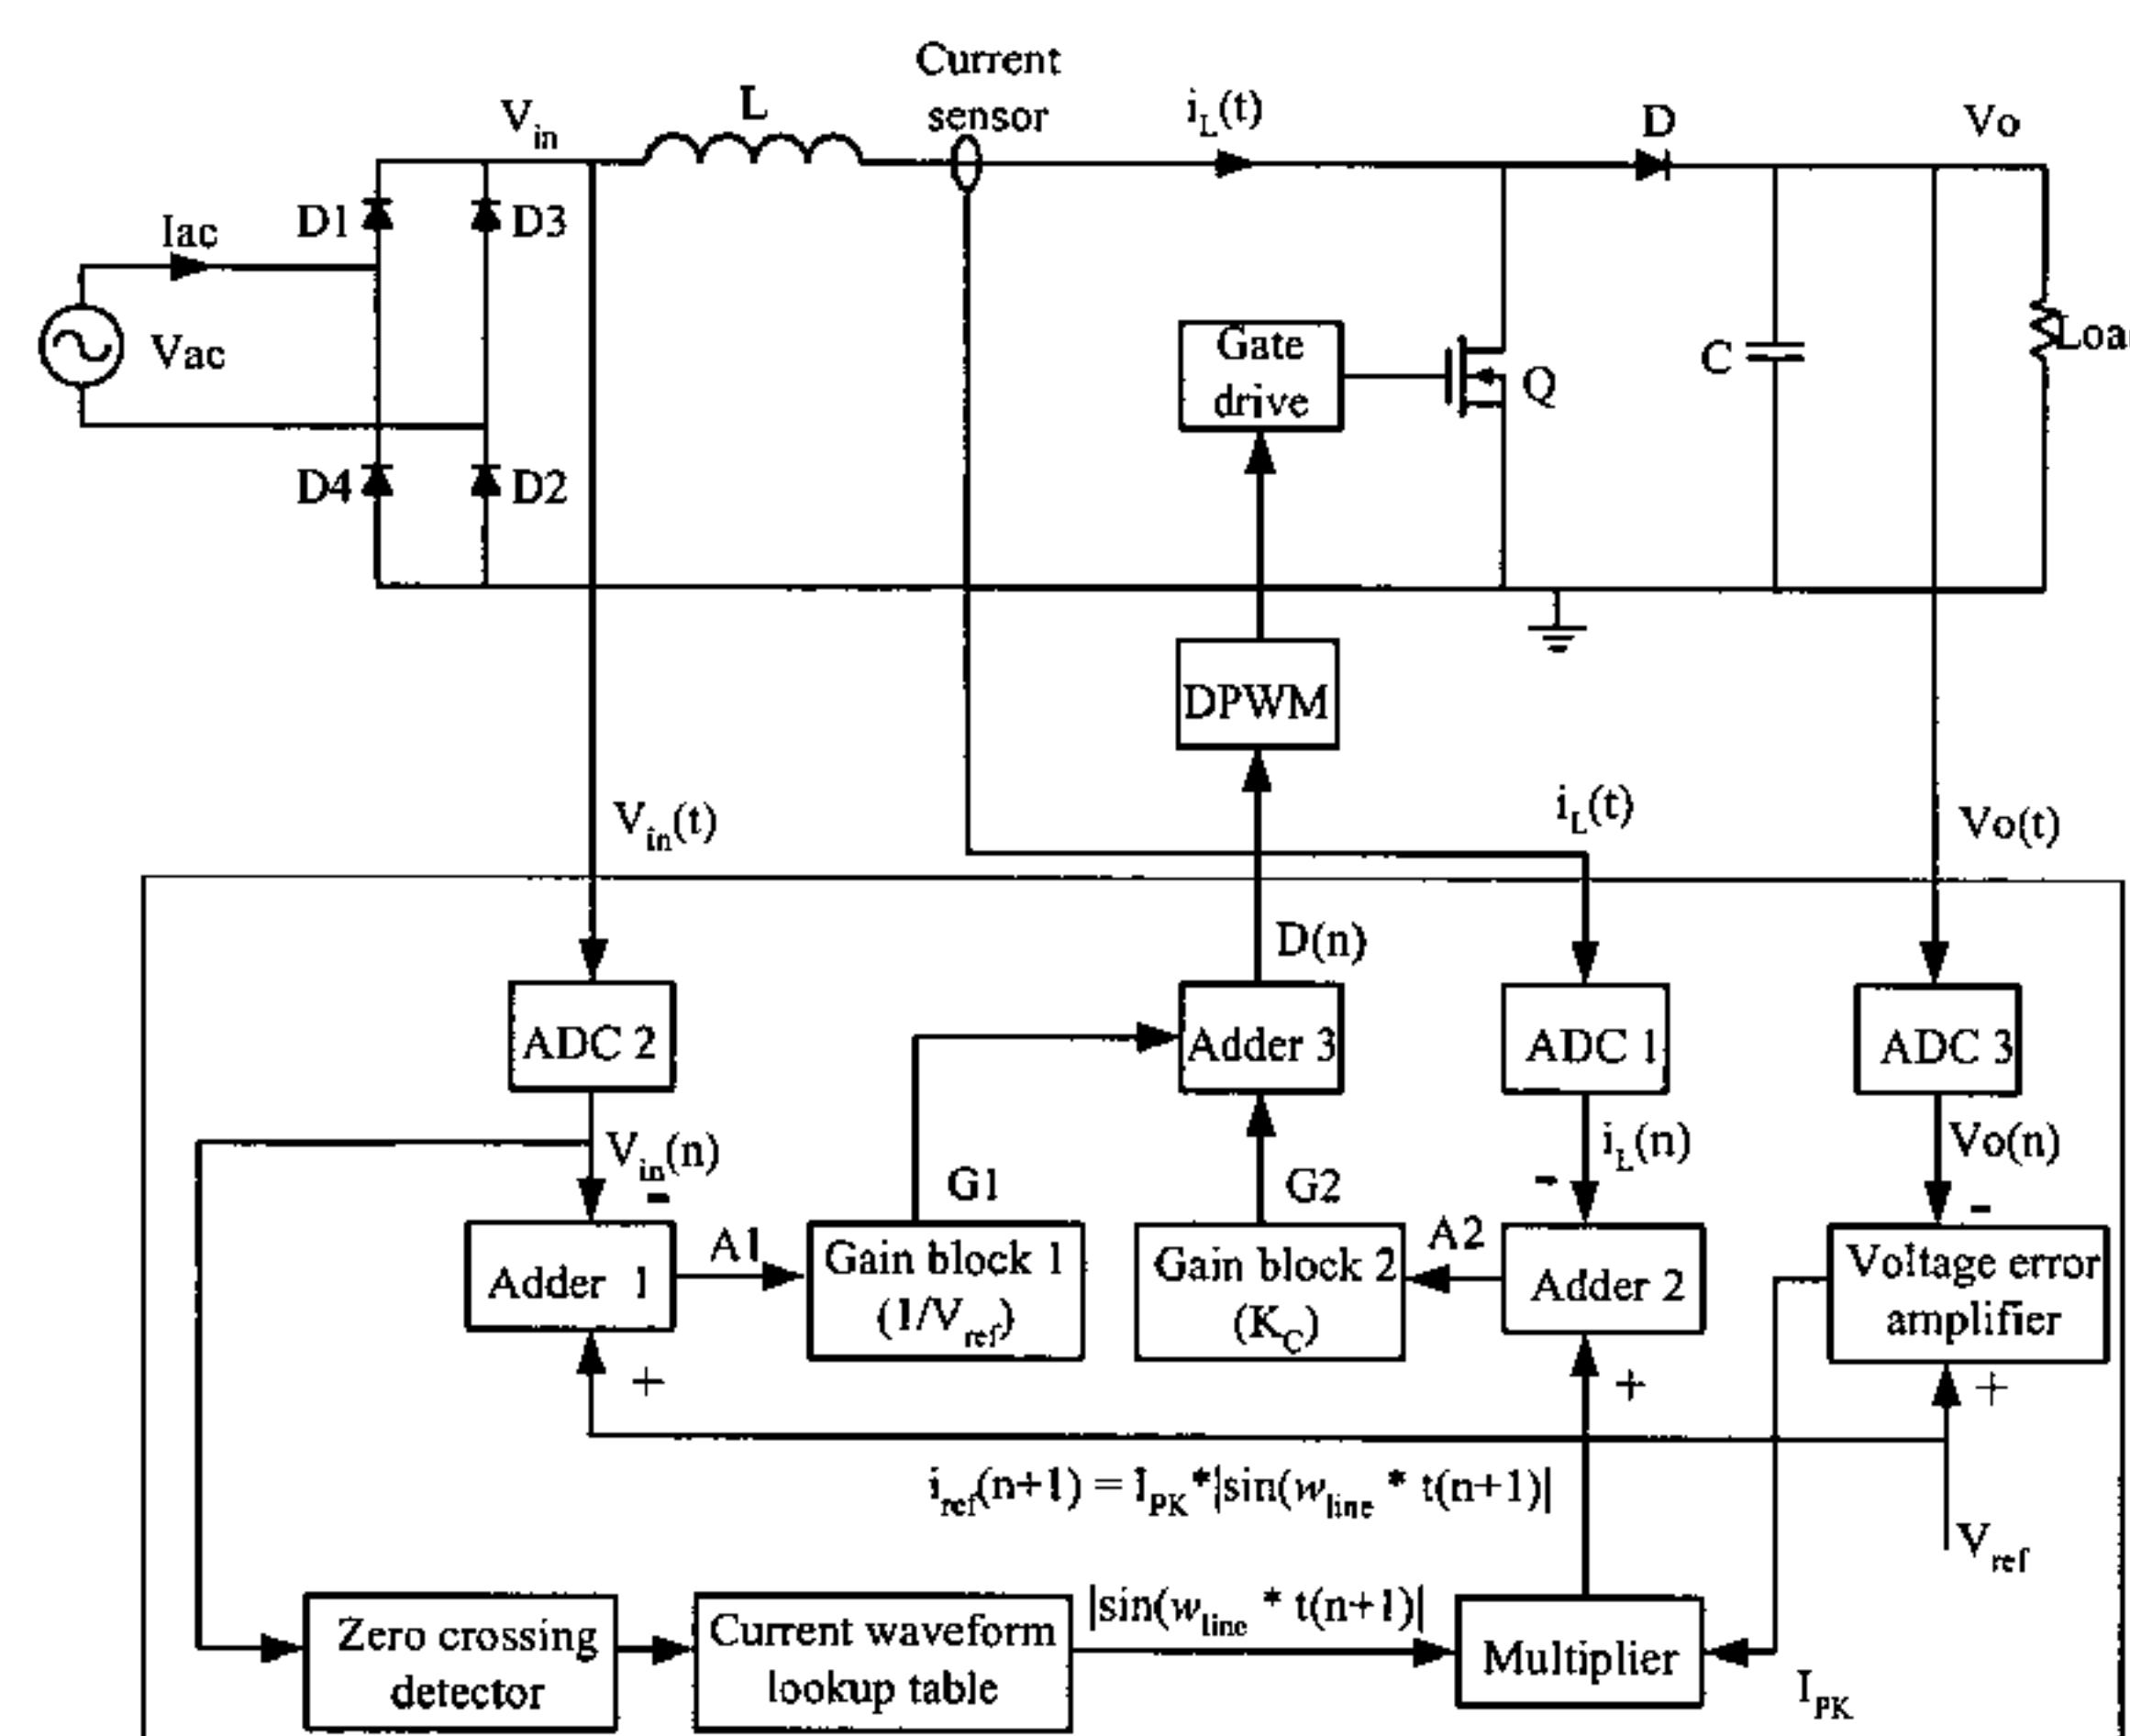 Current
sensor
V_in
L
i_L(t)
D
Vo
D1
D3
Iac
Vac
Gate
drive
Q
C
D4
D2
DPWM
V_in(t)
i_L(t)
Vo(t)
D(n)
ADC 2
Adder 3
ADC 1
ADC 3
V_in(n)
i_L(n)
Vo(n)
-
-
-
G1
G2
A1
A2
Adder 1
Gain block 1
(1/V_ref)
Gain block 2
(K_C)
Adder 2
Voltage error
amplifier
+
+
+
i_ref(n+1) = I_PK*|sin(w_line * t(n+1)|
V_ref
|sin(w_line * t(n+1)|
Zero crossing
detector
Current waveform
lookup table
Multiplier
I_PK